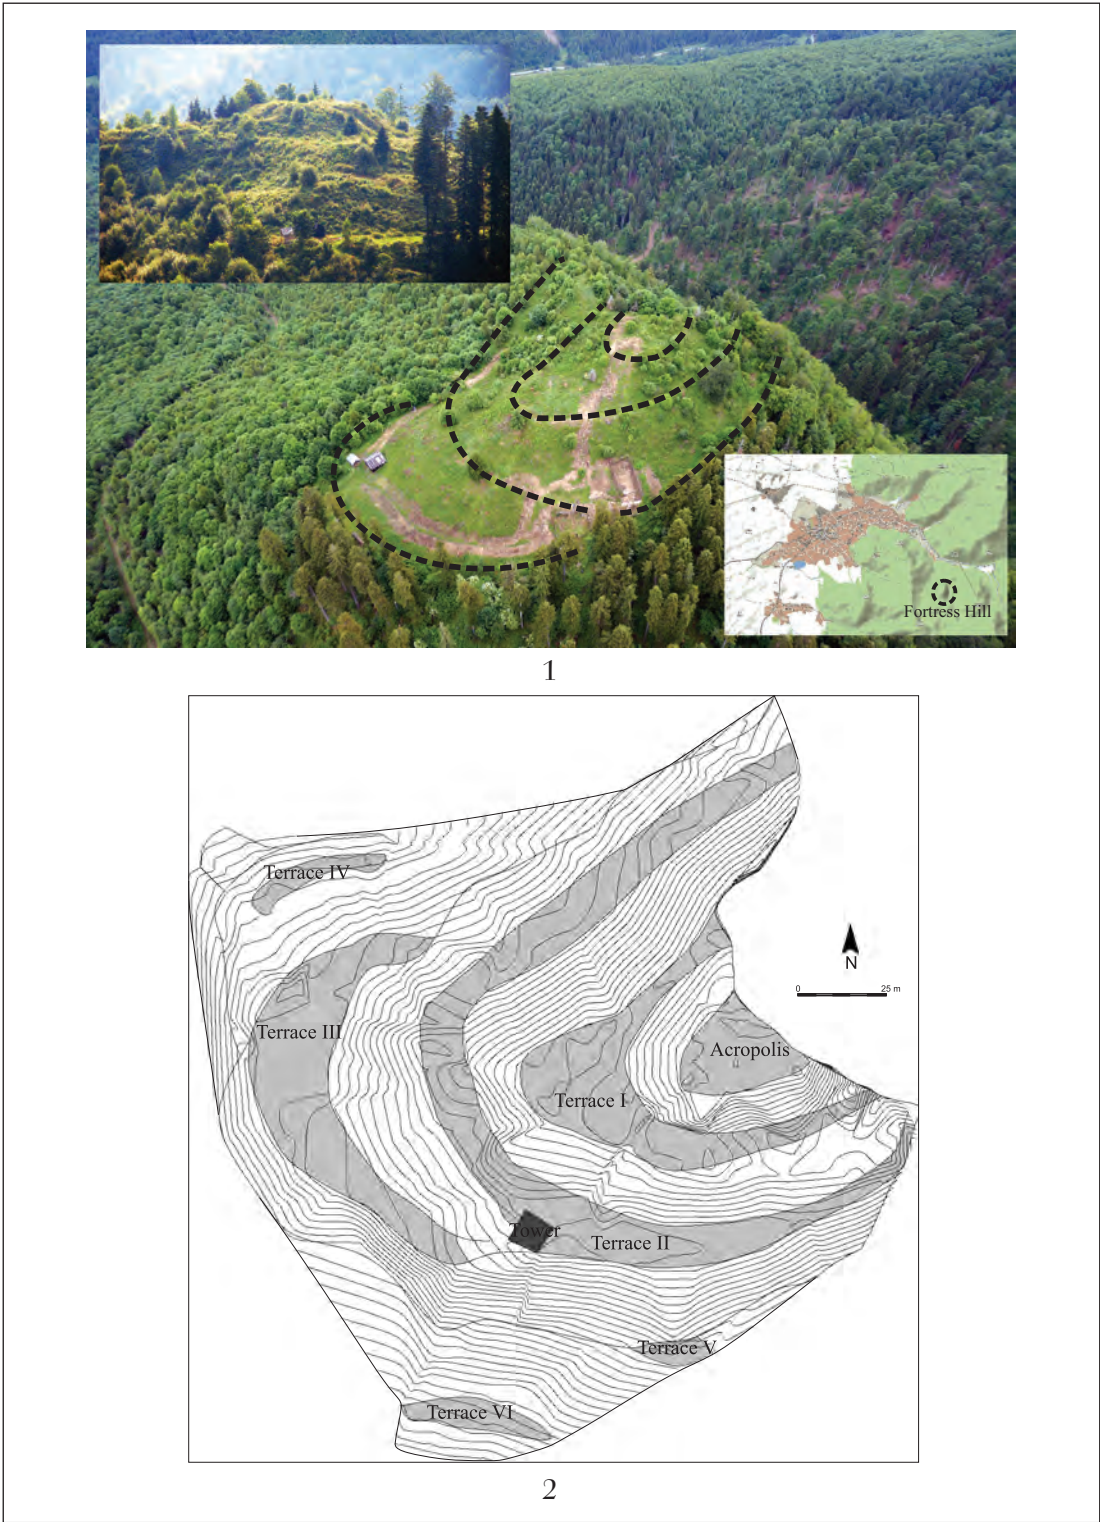 Fortress Hill
1
Terrace IV
Terrace III
N
0 25 m
Acropolis
Terrace I
Tower
Terrace II
Terrace V
Terrace VI
2